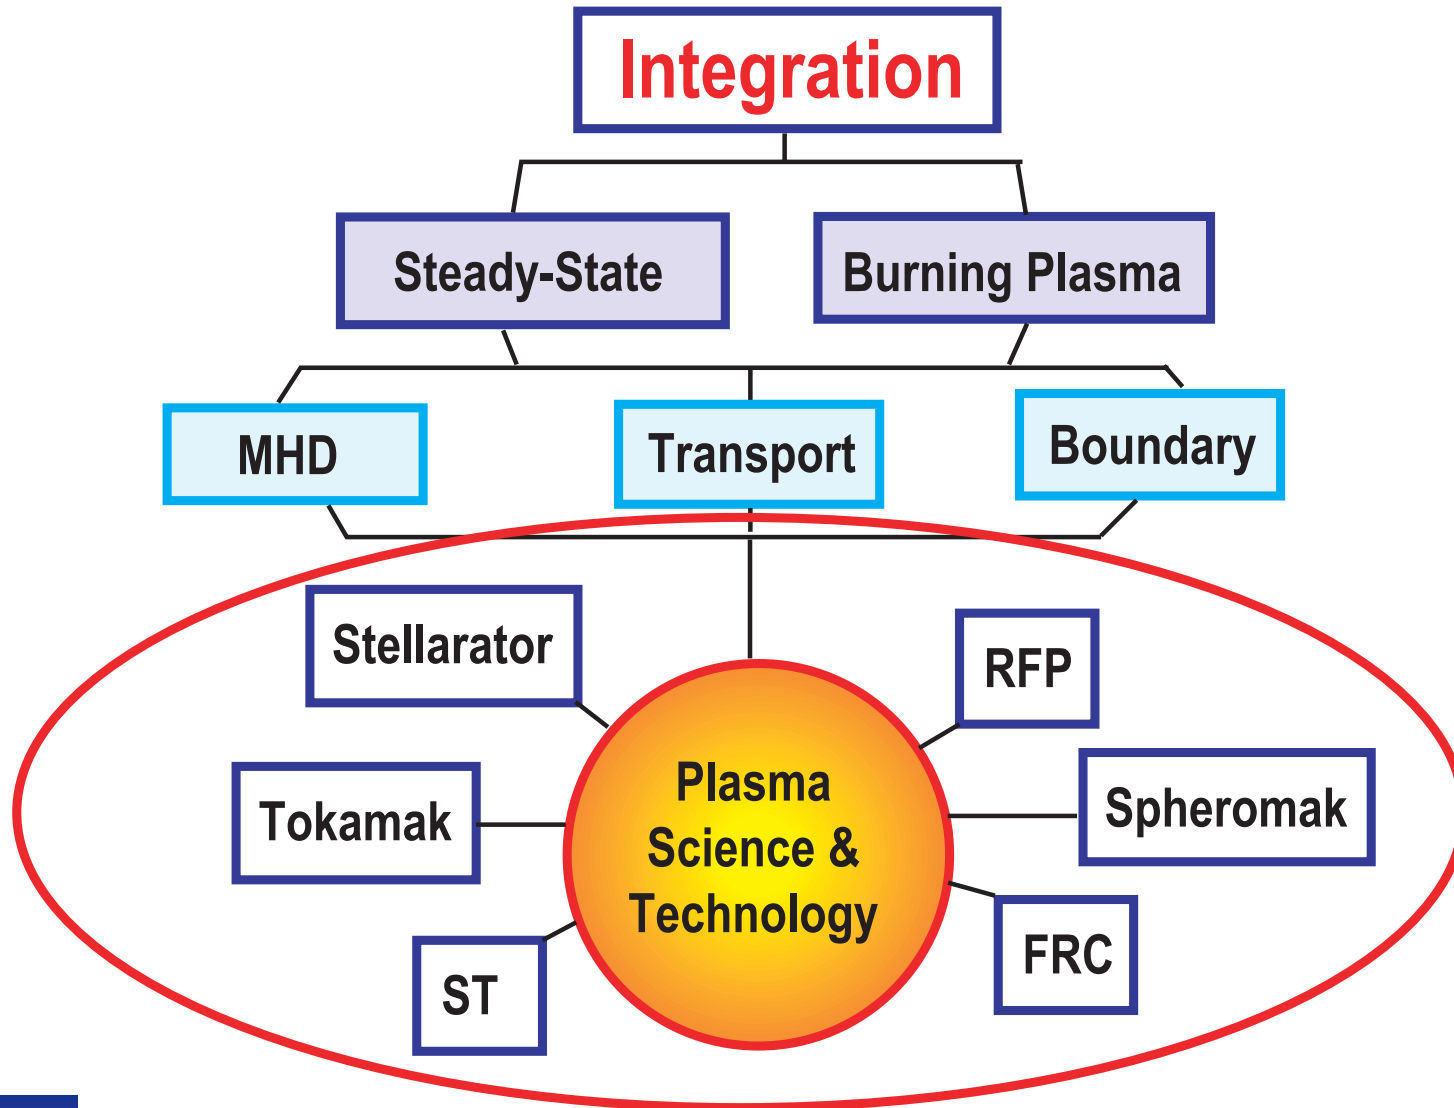 Integration
Steady-State
Burning Plasma
MHD
Transport
Boundary
Stellarator
RFP
Tokamak
Plasma
Science &
Technology
Spheromak
ST
FRC